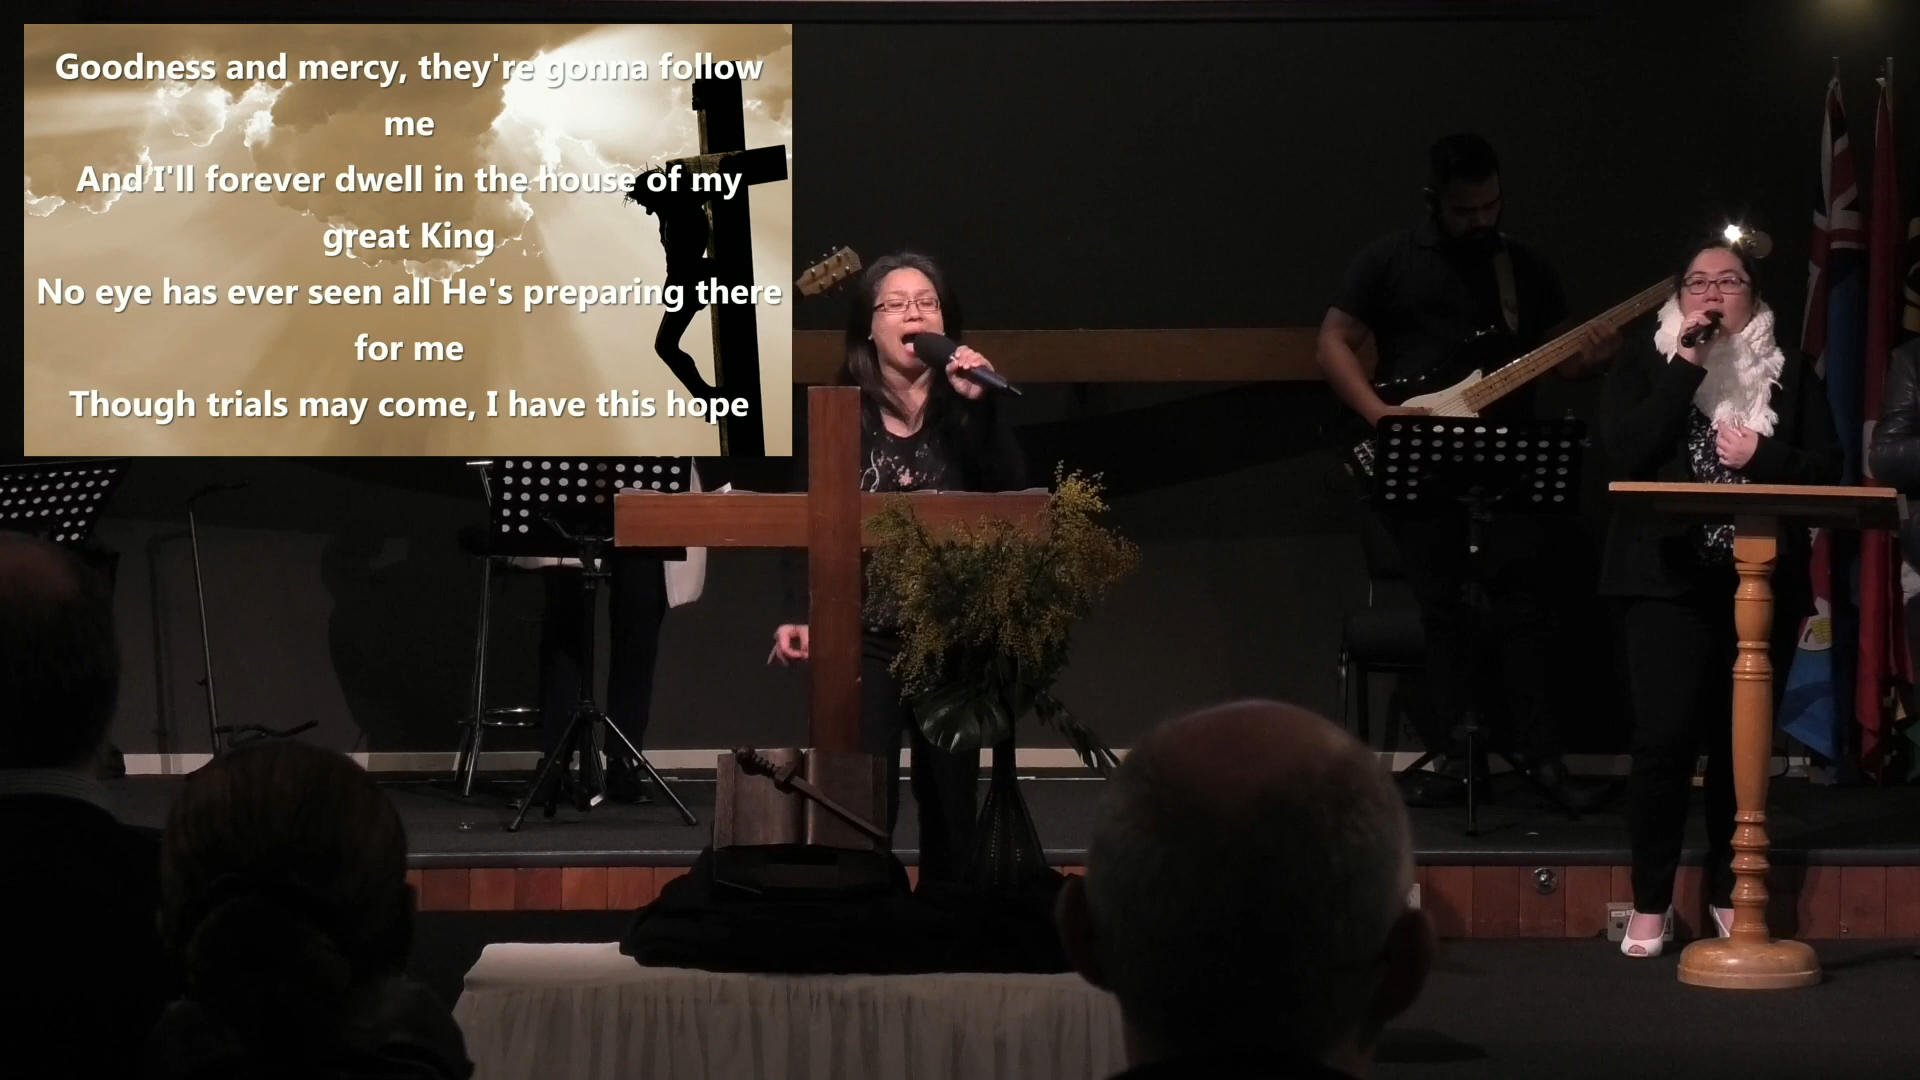 Goodness and mercy, they're gonna follow
me
And I'll forever dwell in the house of my
great King
No eye has ever seen all He's preparing there
for me
Though trials may come, I have this hope